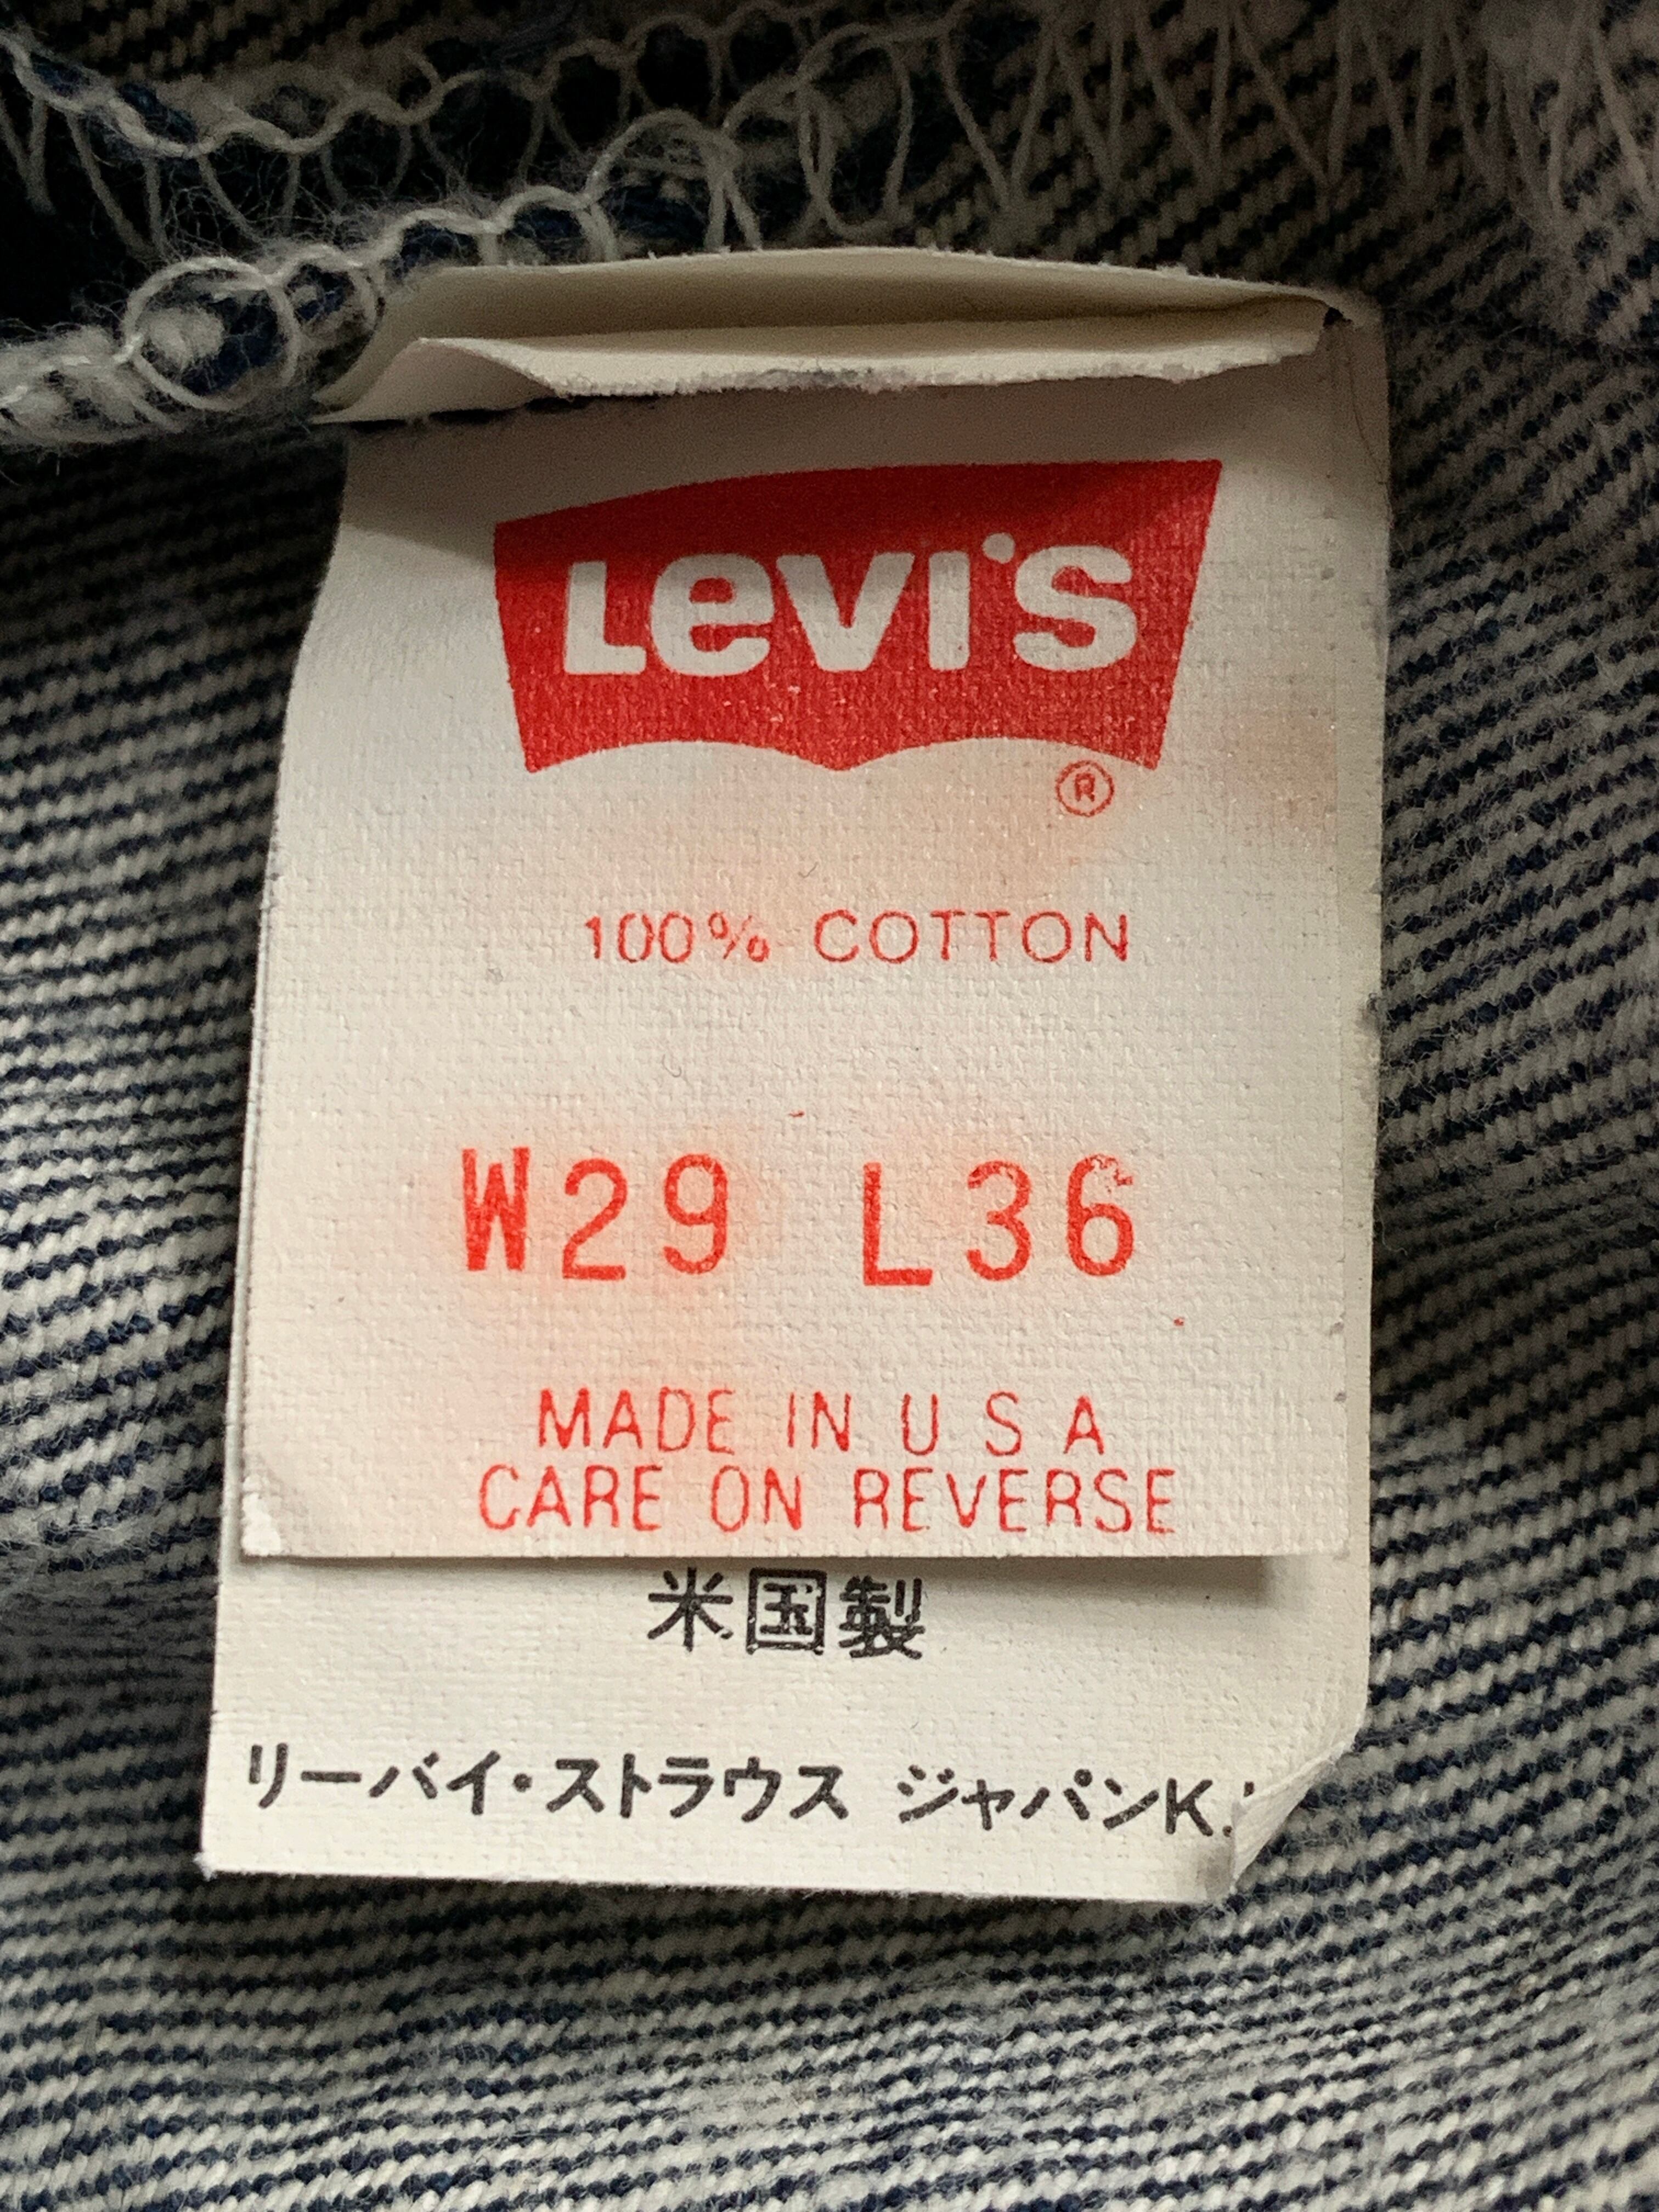 LEVI'S
®
100% COTTON
W29 L36
MADE IN U S A
CARE ON REVERSE
米国製
リーバイ・ストラウス ジャパンK.